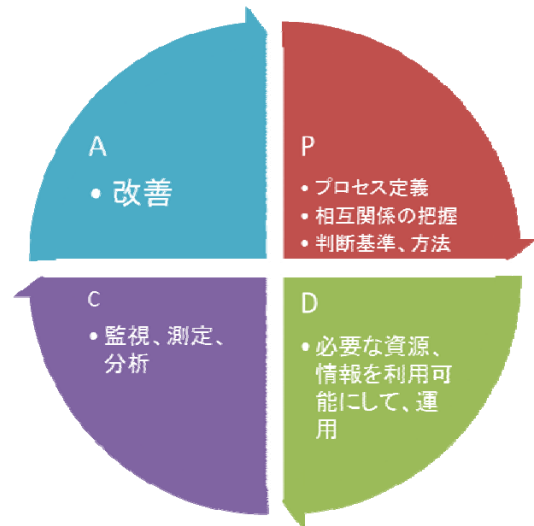 A
• 改善
P
• プロセス定義
• 相互関係の把握
• 判断基準、方法
C
• 監視、測定、
分析
D
• 必要な資源、
情報を利用可
能にして、運
用